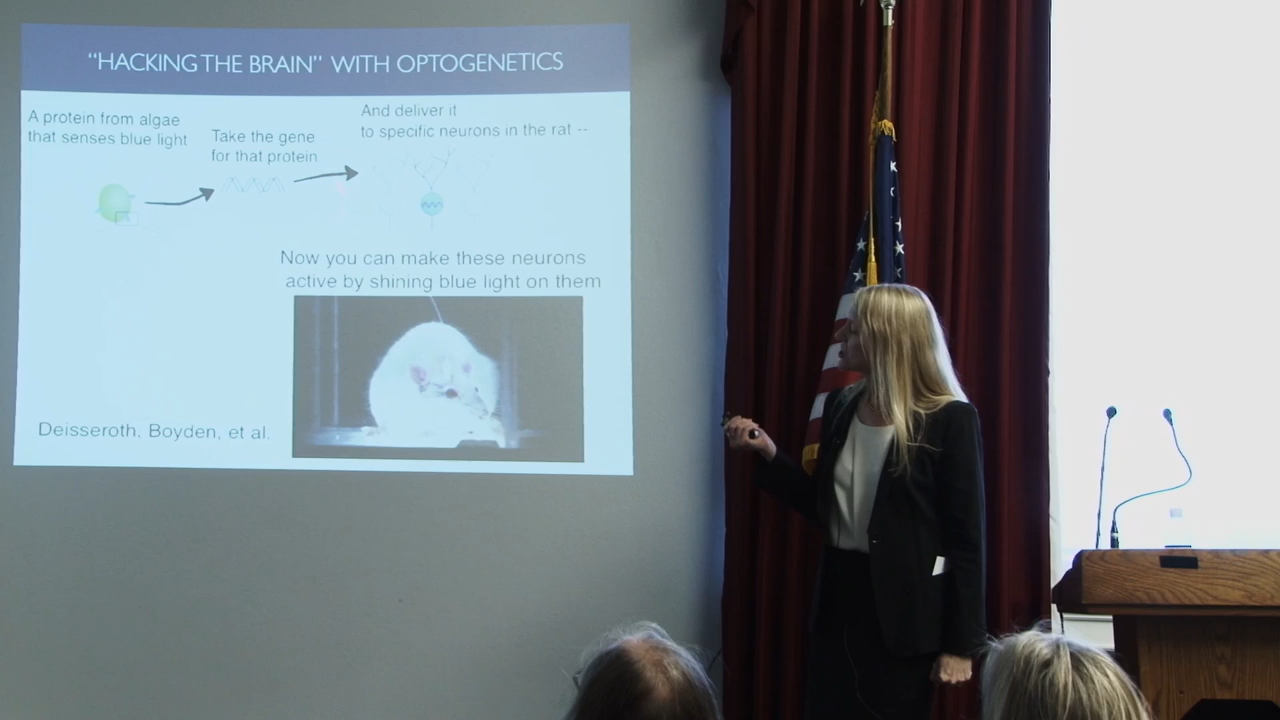 "HACKING THE BRAIN" WITH OPTOGENETICS
A protein from algae
that senses blue light
Take the gene
for that protein
And deliver it
to specific neurons in the rat --
Now you can make these neurons
active by shining blue light on them
Deisseroth, Boyden, et al.